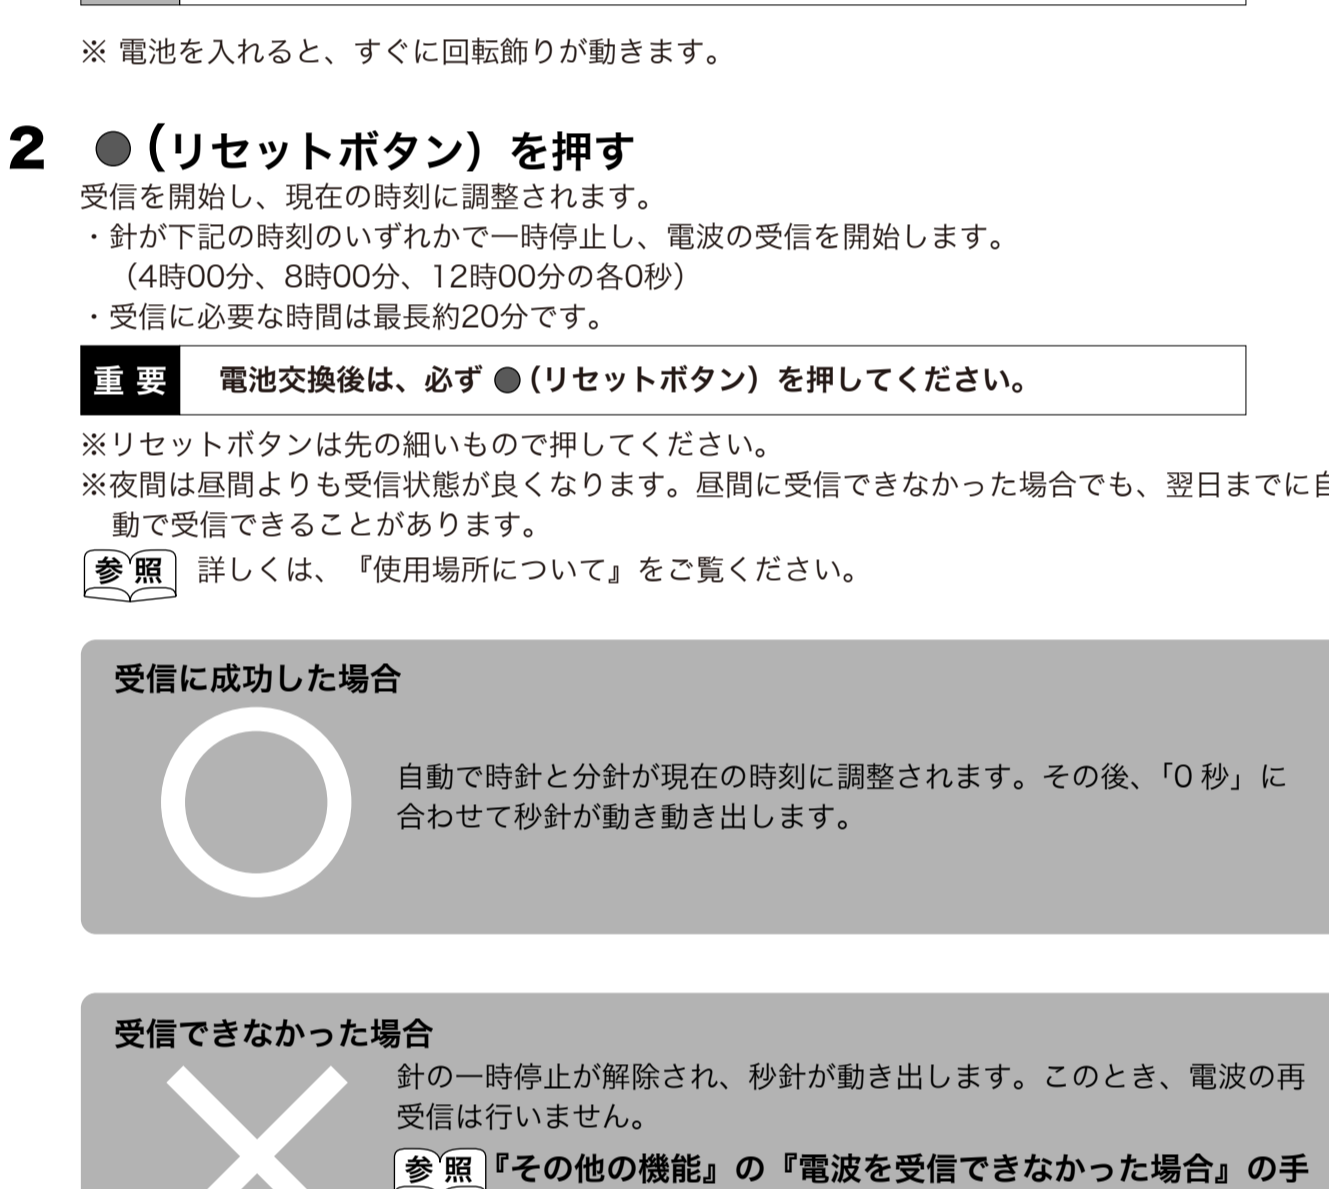 ※ 電池を入れると、すぐに回転飾りが動きます。
2 ●(リセットボタン)を押す
受信を開始し、現在の時刻に調整されます。
・針が下記の時刻のいずれかで一時停止し、電波の受信を開始します。
(4時00分、8時00分、12時00分の各0秒)
・受信に必要な時間は最長約20分です。
重要 電池交換後は、必ず ●(リセットボタン)を押してください。
※リセットボタンは先の細いもので押してください。
※夜間は昼間よりも受信状態が良くなります。昼間に受信できなかった場合でも、翌日までに自
動で受信できることがあります。
参照 詳しくは、『使用場所について』をご覧ください。
受信に成功した場合
自動で時針と分針が現在の時刻に調整されます。その後、「0 秒」に
合わせて秒針が動き動き出します。
受信できなかった場合
針の一時停止が解除され、秒針が動き出します。このとき、電波の再
受信は行いません。
参照 『その他の機能』の『電波を受信できなかった場合』の手